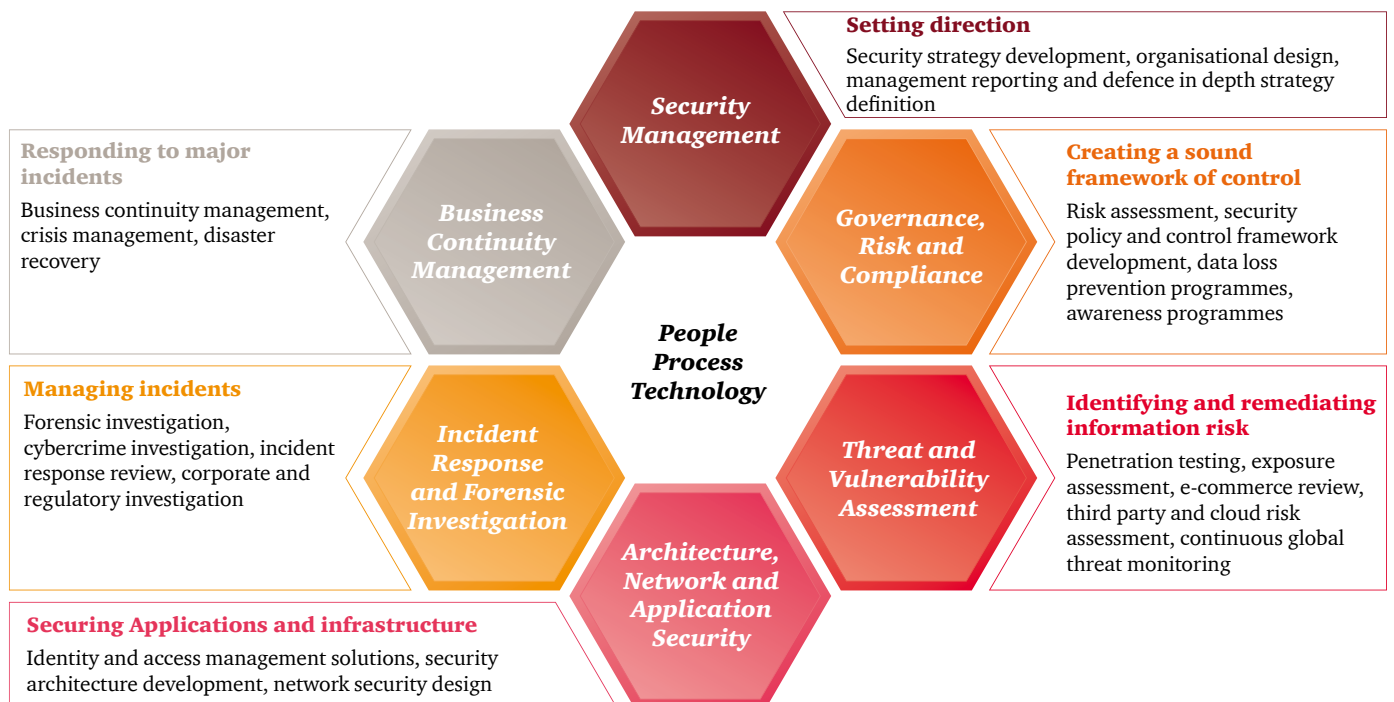 Setting direction
Security strategy development, organisational design,
management reporting and defence in depth strategy
definition
Security
Management
Responding to major
incidents
Business continuity management,
crisis management, disaster
recovery
Business
Continuity
Management
Governance,
Risk and
Compliance
Creating a sound
framework of control
Risk assessment, security
policy and control framework
development, data loss
prevention programmes,
awareness programmes
People
Process
Technology
Managing incidents
Forensic investigation,
cybercrime investigation, incident
response review, corporate and
regulatory investigation
Incident
Response
and Forensic
Investigation
Threat and
Vulnerability
Assessment
Identifying and remediating
information risk
Penetration testing, exposure
assessment, e-commerce review,
third party and cloud risk
assessment, continuous global
threat monitoring
Architecture,
Network and
Application
Security
Securing Applications and infrastructure
Identity and access management solutions, security
architecture development, network security design